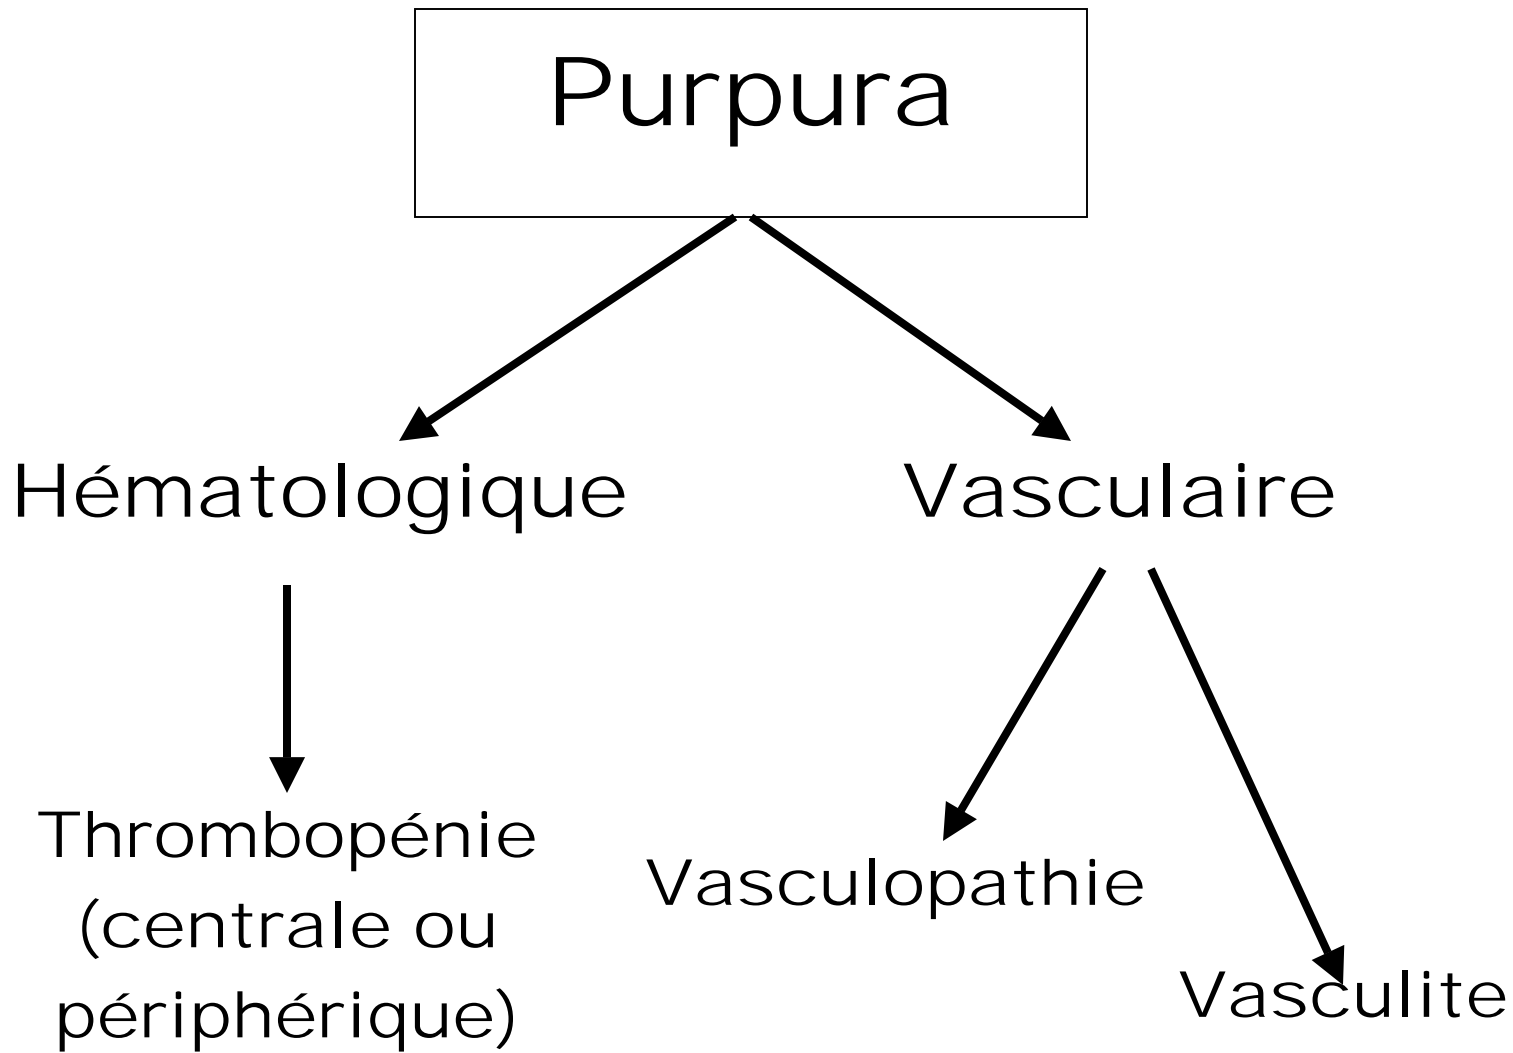 Purpura
Hématologique
Vasculaire
Thrombopénie
(centrale ou
périphérique)
Vasculopathie
Vasculite